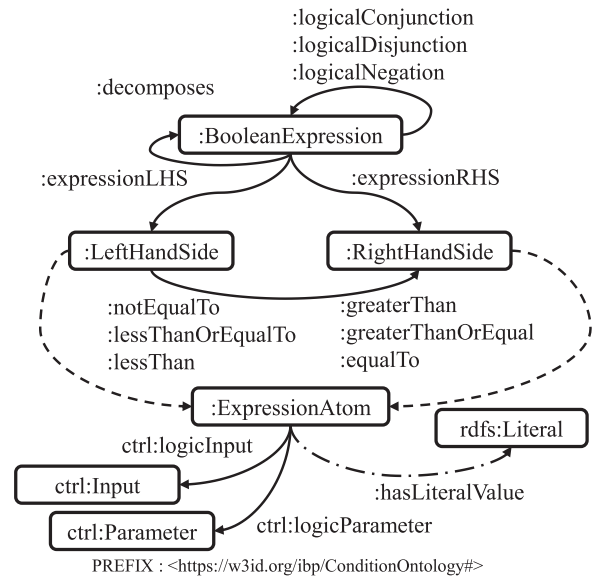 :logicalConjunction
:logicalDisjunction
:logicalNegation
:decomposes
:BooleanExpression
:expressionLHS
:expressionRHS
:LeftHandSide
:RightHandSide
:notEqualTo
:lessThanOrEqualTo
:lessThan
:greaterThan
:greaterThanOrEqual
:equalTo
:ExpressionAtom
rdfs:Literal
ctrl:logicInput
ctrl:Input
:hasLiteralValue
ctrl:Parameter
ctrl:logicParameter
PREFIX : <https://w3id.org/ibp/ConditionOntology#>